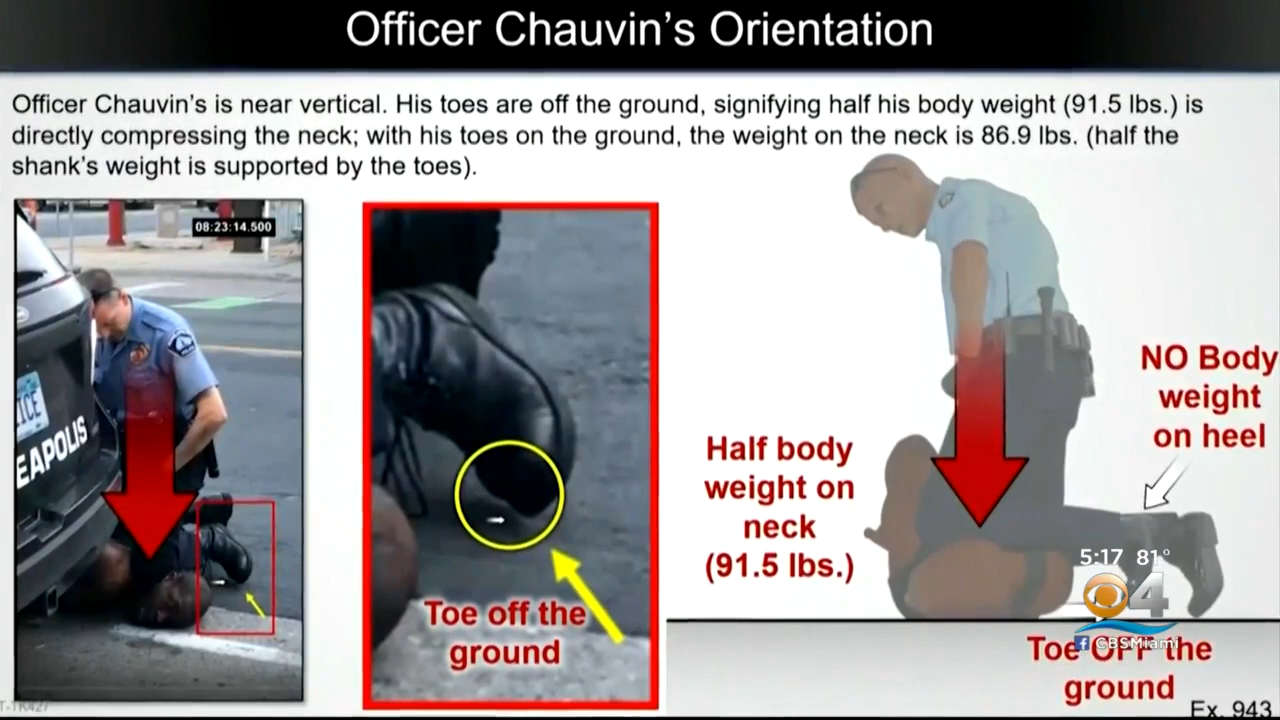 Officer Chauvin's Orientation
Officer Chauvin's is near vertical. His toes are off the ground, signifying half his body weight (91.5 lbs.) is
directly compressing the neck; with his toes on the ground, the weight on the neck is 86.9 lbs. (half the
shank's weight is supported by the toes).
08:23:14.500
ICE
EAPOLIS
Toe off the
ground
Half body
weight on
neck
(91.5 lbs.)
NO Body
weight
on heel
5:17 81°
4
CBSMiami
Toe OFF the
ground
Ex. 943